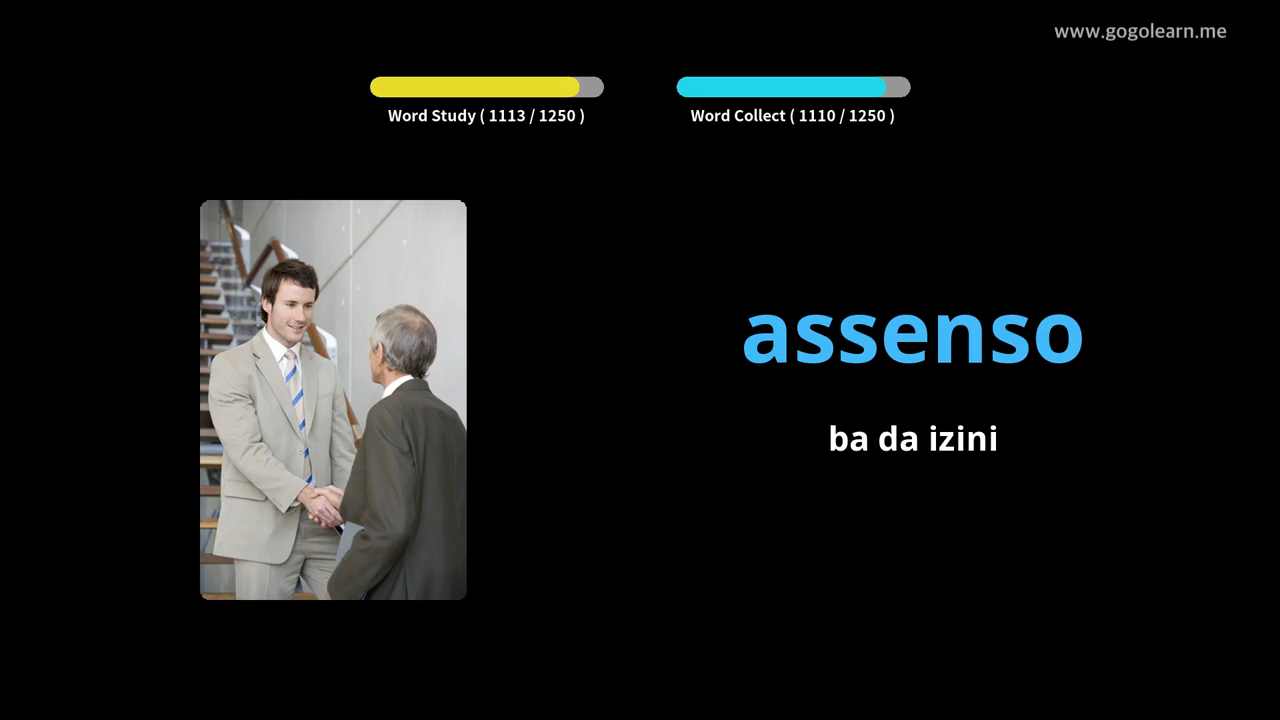 www.gogolearn.me
Word Study ( 1113 / 1250 )
Word Collect ( 1110 / 1250 )
assenso
ba da izini